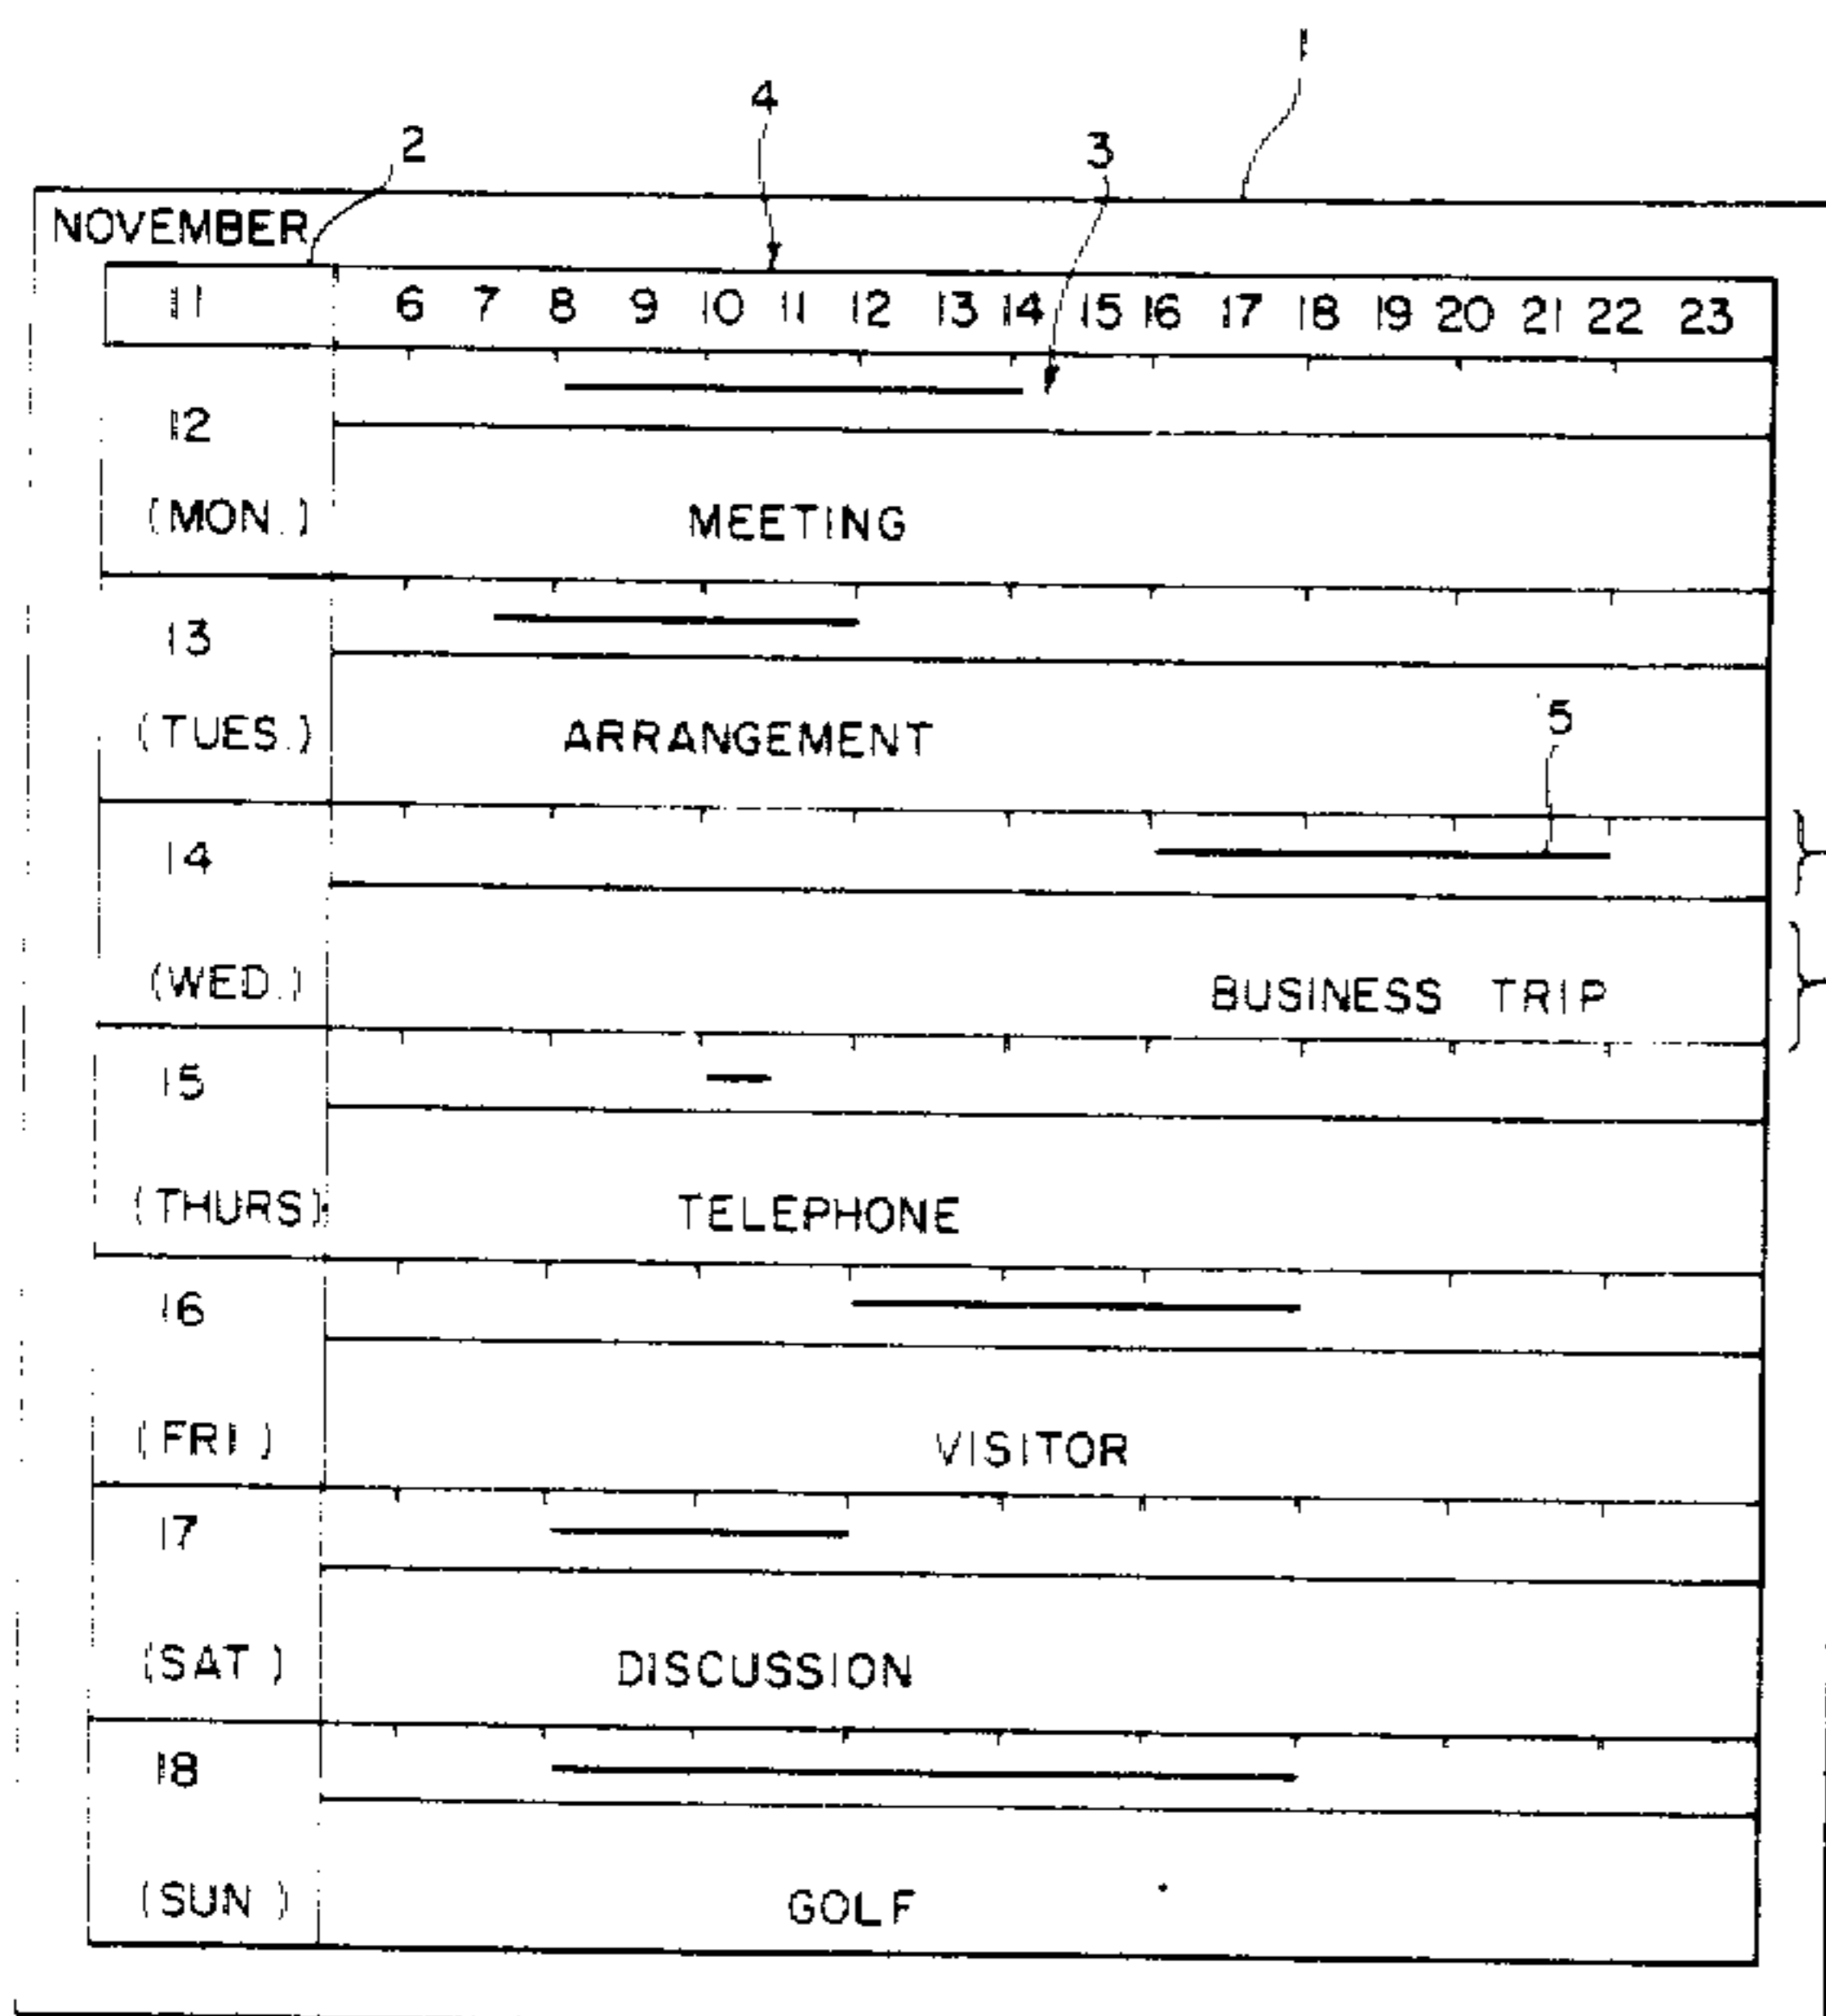 1
4
2
3
NOVEMBER
11 6 7 8 9 10 11 12 13 14 15 16 17 18 19 20 21 22 23
12
(MON.) MEETING
13
(TUES.) ARRANGEMENT
5
14
(WED.) BUSINESS TRIP
15
(THURS) TELEPHONE
16
(FRI ) VISITOR
17
(SAT ) DISCUSSION
18
(SUN ) GOLF